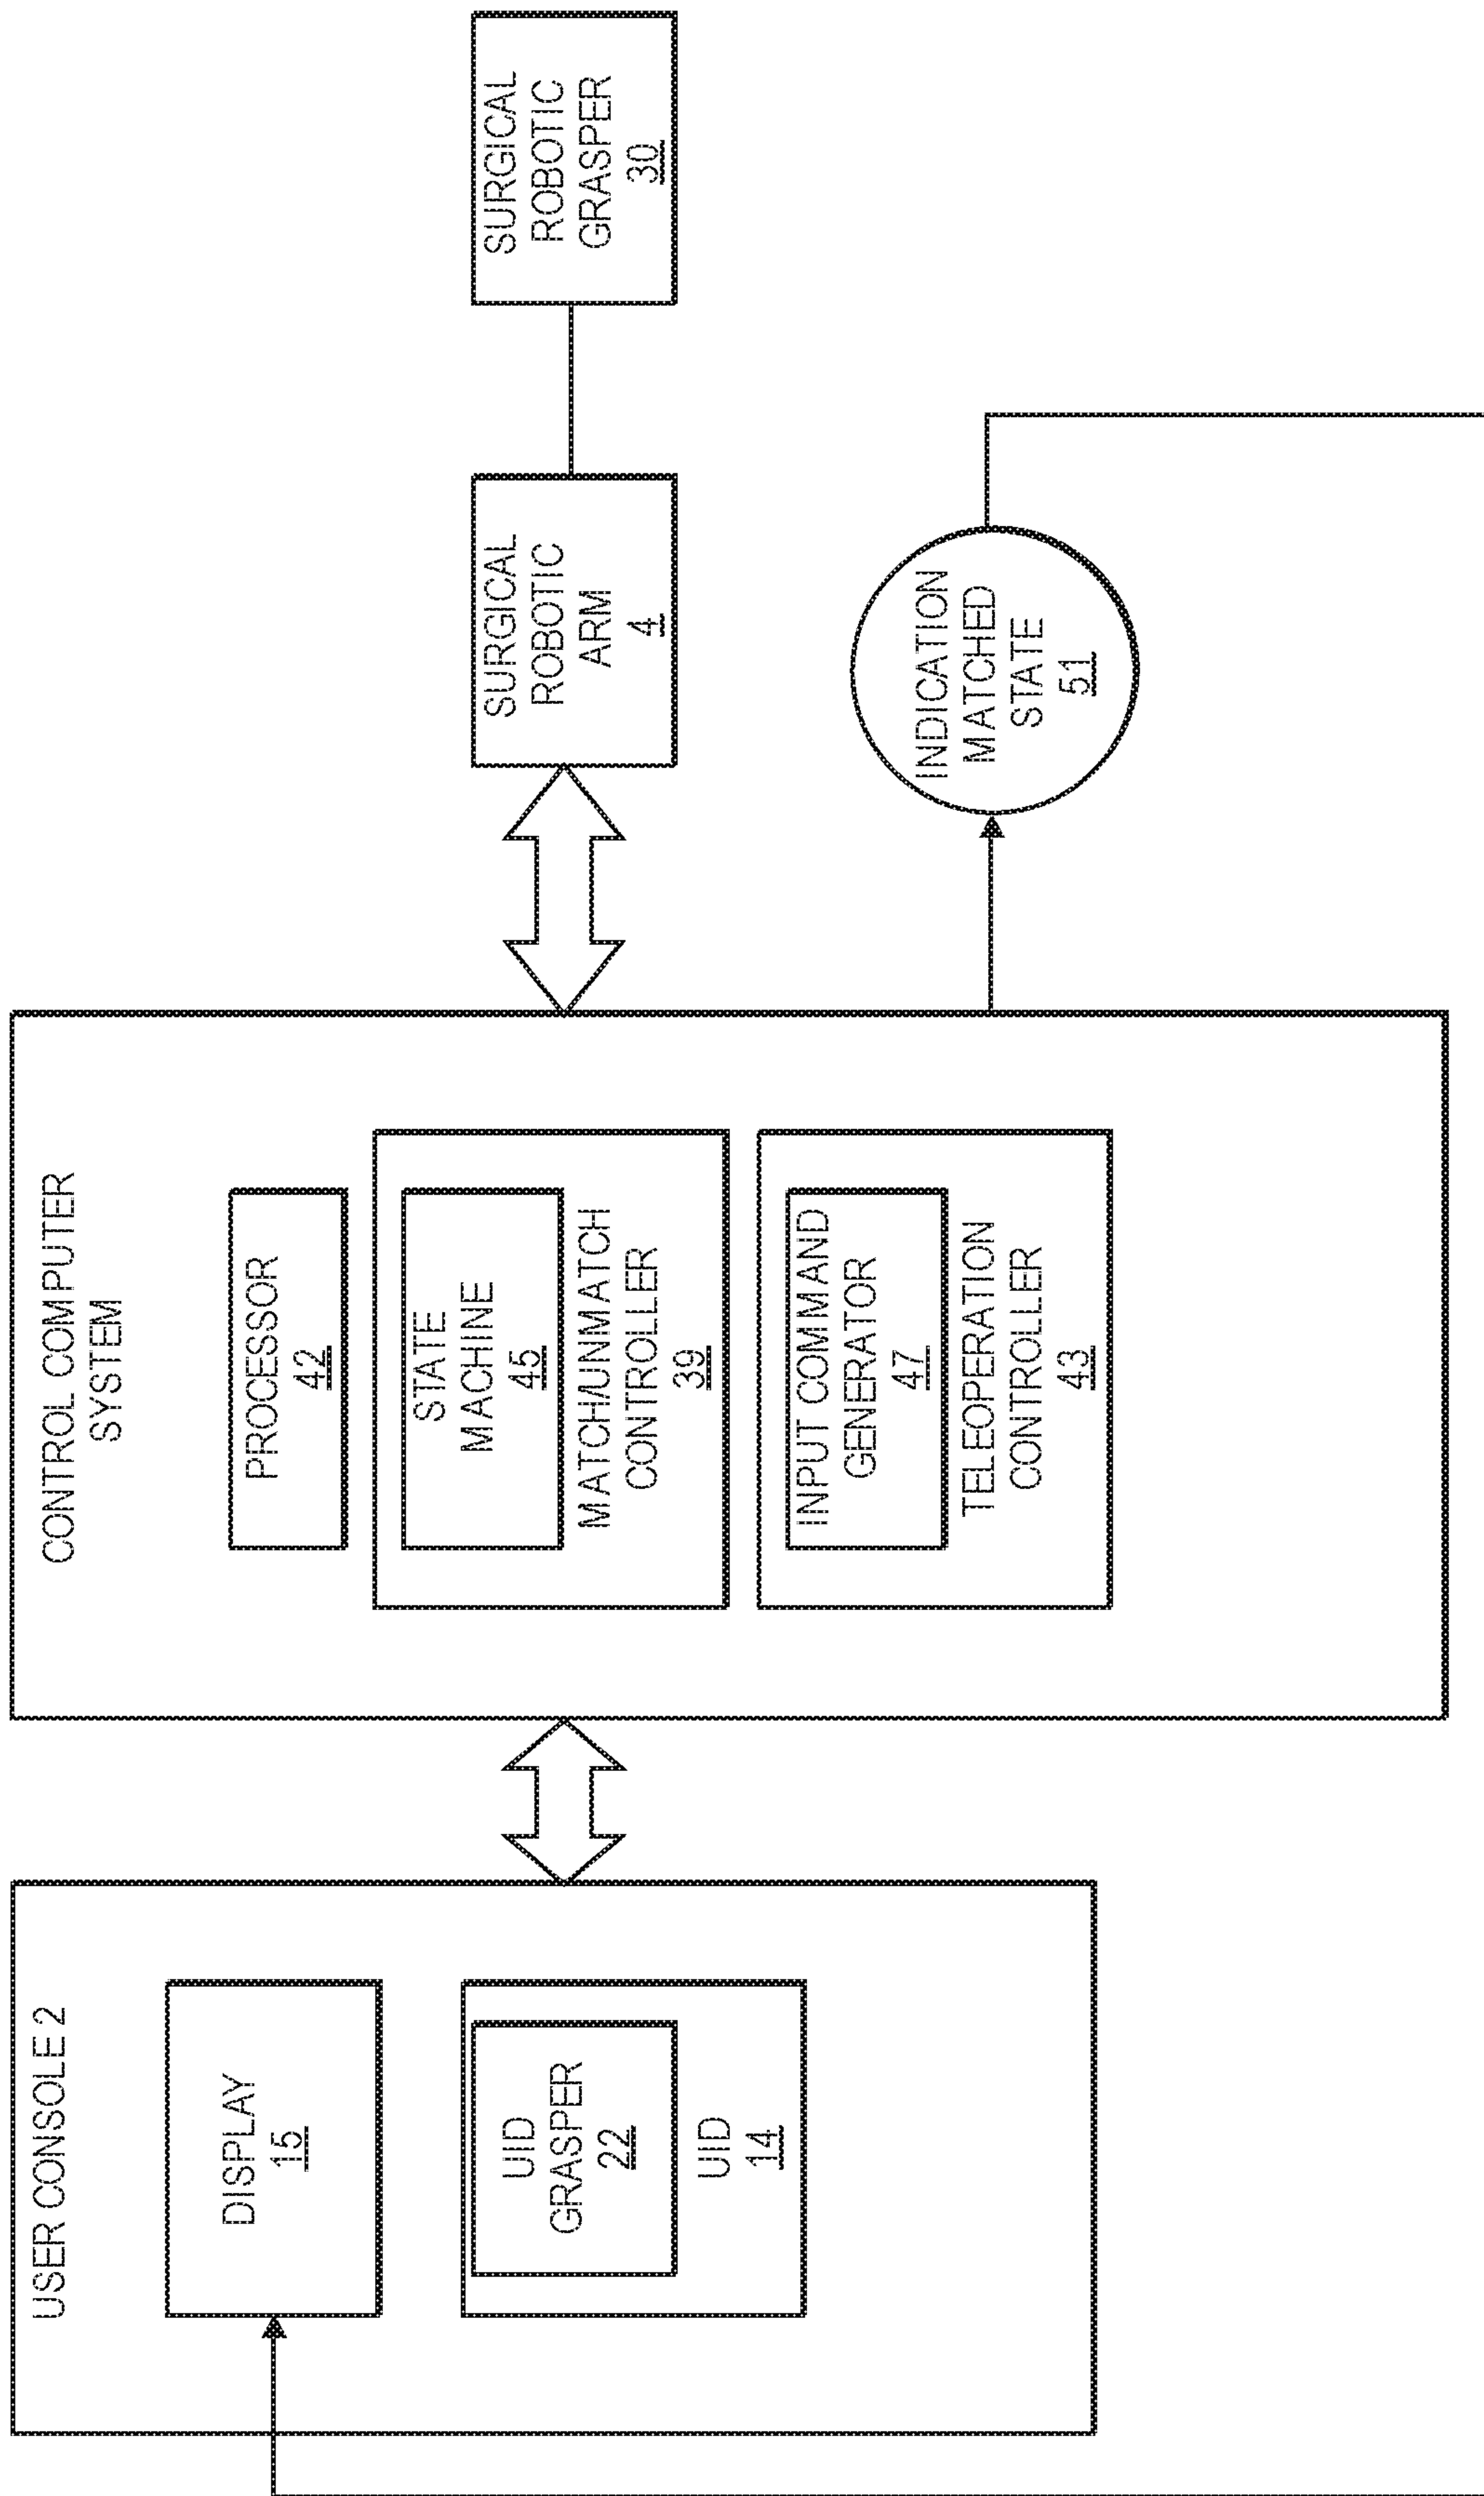 USER CONSOLE 2
DISPLAY
15
UID
GRASPER
22
UID
14
CONTROL COMPUTER
SYSTEM
PROCESSOR
42
STATE
MACHINE
45
MATCH/UNMATCH
CONTROLLER
39
INPUT COMMAND
GENERATOR
47
TELEOPERATION
CONTROLLER
43
SURGICAL
ROBOTIC
ARM
4
SURGICAL
ROBOTIC
GRASPER
30
INDICATION
MATCHED
STATE
51